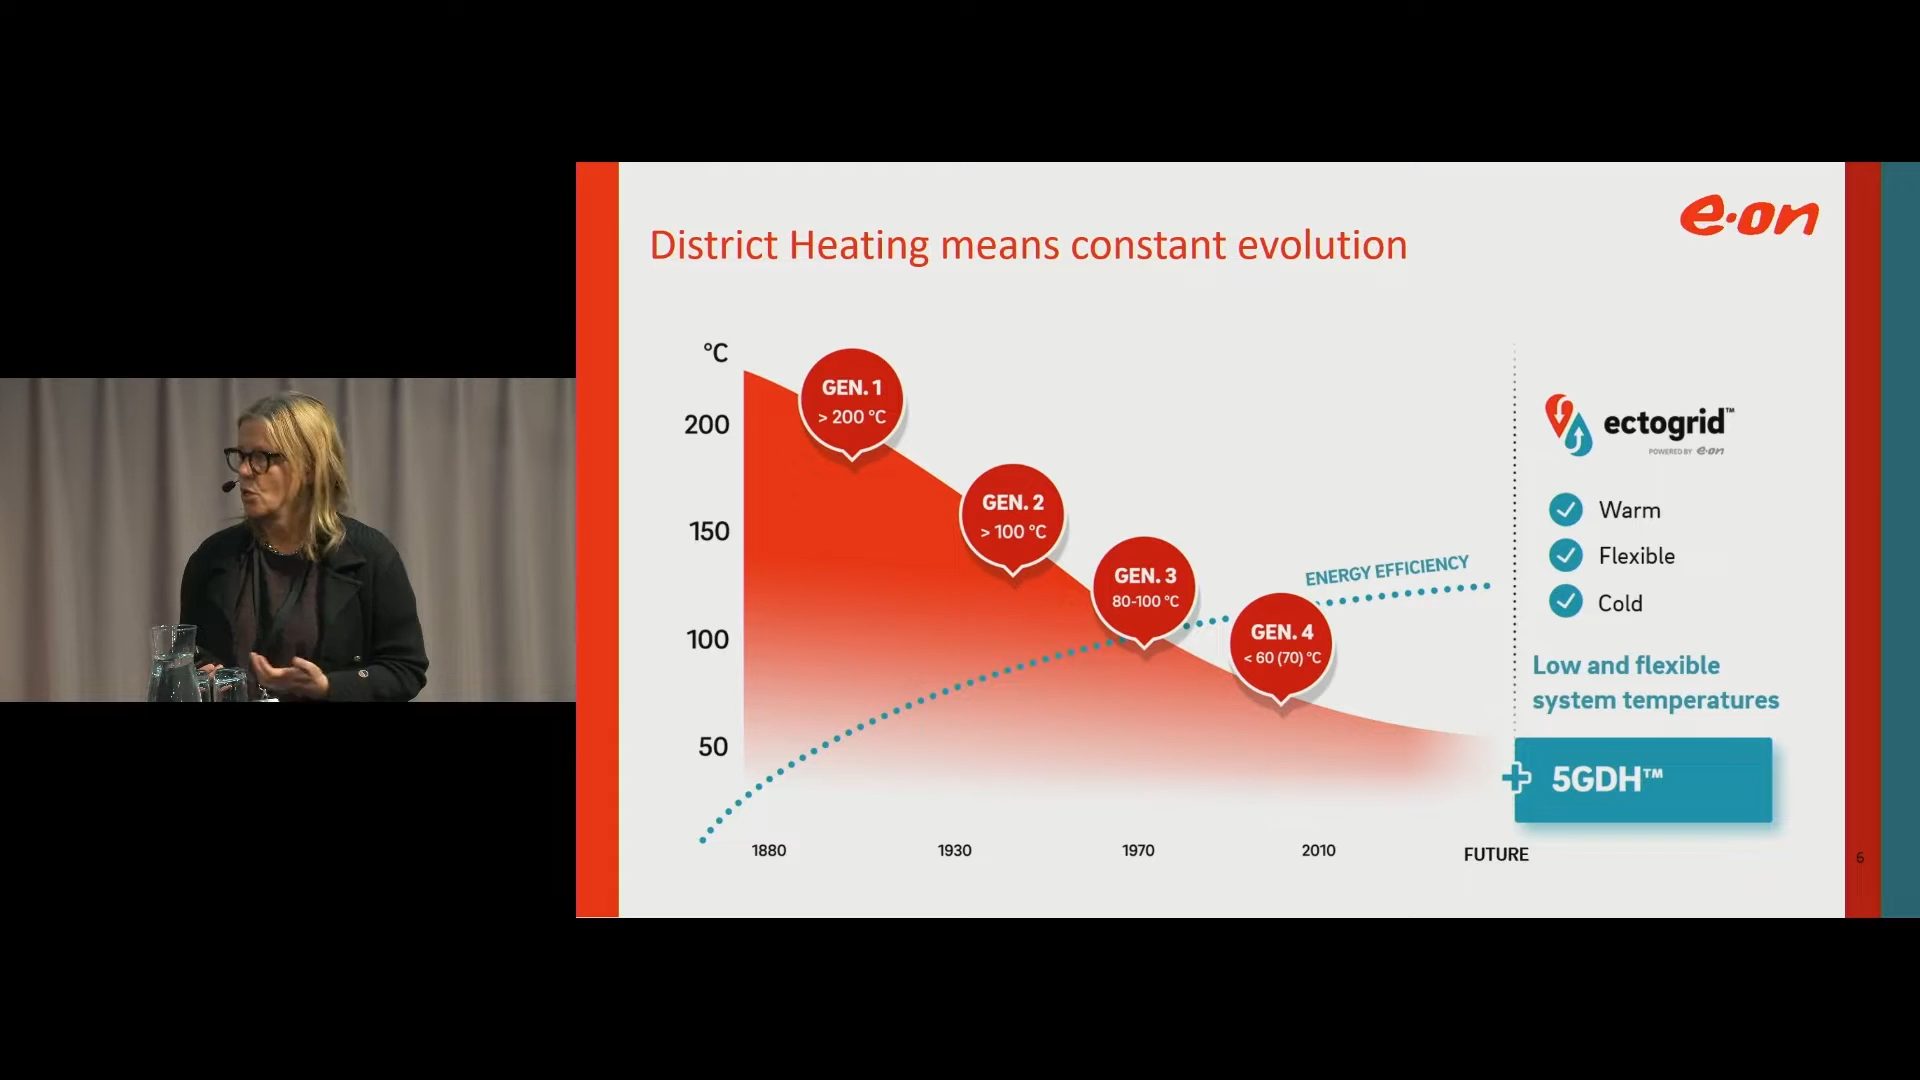 e·on
District Heating means constant evolution
°C
200
150
100
50
GEN. 1
> 200 °C
GEN. 2
> 100 °C
GEN. 3
80-100 °C
GEN. 4
< 60 (70) °C
ENERGY EFFICIENCY
1880
1930
1970
2010
FUTURE
ectogrid™
POWERED BY e·on
Warm
Flexible
Cold
Low and flexible
system temperatures
5GDH™
6